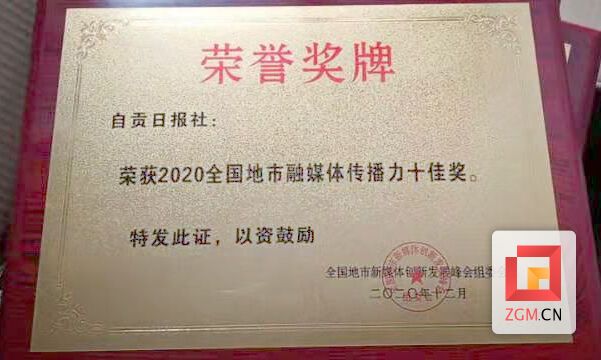 荣誉奖牌
自贡日报社：
荣获2020全国地市融媒体传播力十佳奖。
特发此证，以资鼓励
全国地市新媒体创新发展峰会组委会
二〇二〇年十二月
ZGM.CN